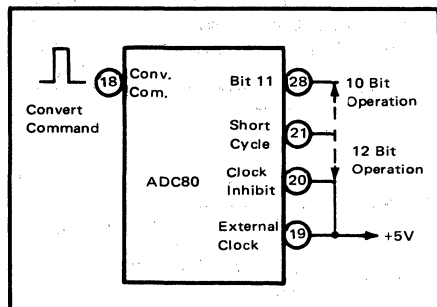 18
Conv.
Com.
Convert
Command
ADC80
Bit 11
28
10 Bit
Operation
Short
Cycle
21
12 Bit
Operation
Clock
Inhibit
20
External
Clock
19
+5V